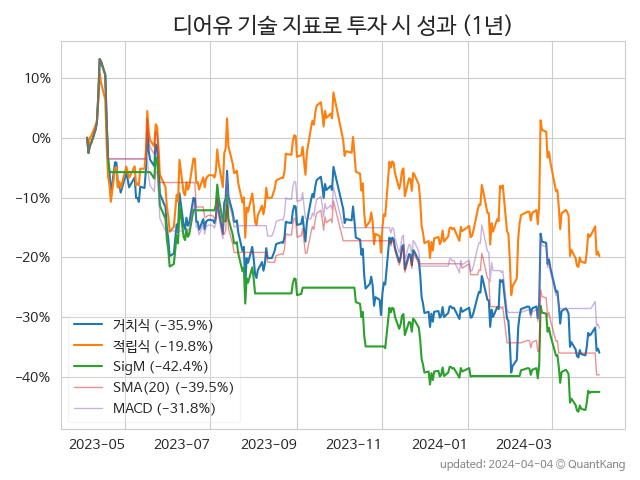 디어유 기술 지표로 투자 시 성과 (1년)
10%
0%
−10%
−20%
−30%
−40%
거치식 (−35.9%)
적립식 (−19.8%)
SigM (−42.4%)
SMA(20) (−39.5%)
MACD (−31.8%)
2023-05
2023-07
2023-09
2023-11
2024-01
2024-03
updated: 2024-04-04 © QuantKang